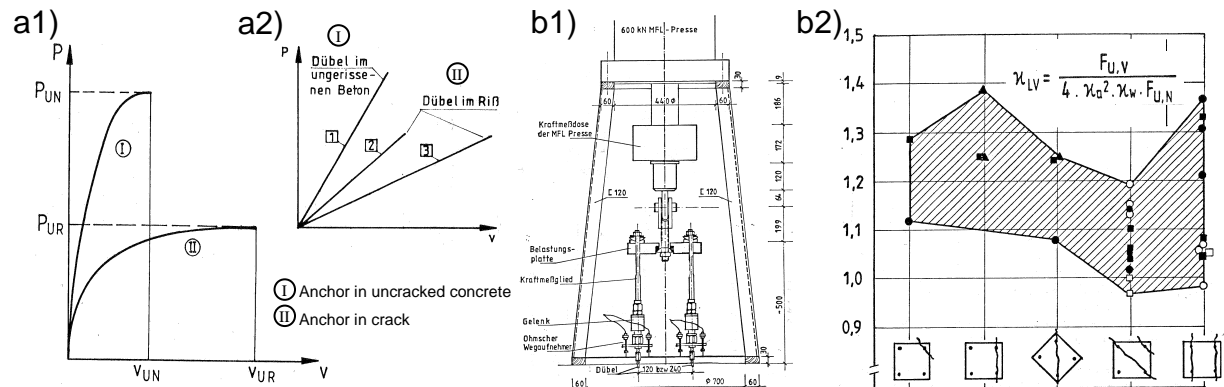 a1)
P
P_UN
I
P_UR
II
V_UN
V_UR
V
a2)
P
I
Dübel im
ungerisse-
nen Beton
II
Dübel im Riß
1
2
3
V
I Anchor in uncracked concrete
II Anchor in crack
b1)
600 kN MFL-Presse
30
9
60
440 ø
60
186
Kraftmeßdose
der MFL Presse
172
120
[ 120
[ 120
64
199
Belastungs-
platte
Kraftmeßglied
~500
Gelenk
Ohmscher
Wegaufnehmer
30
Dübel
120 bzw 240
60
ø 700
60
b2)
1,5
ϰ_LV = F_U,V / (4 · ϰ_a² · ϰ_w · F_U,N)
1,4
1,3
1,2
1,1
1,0
0,9